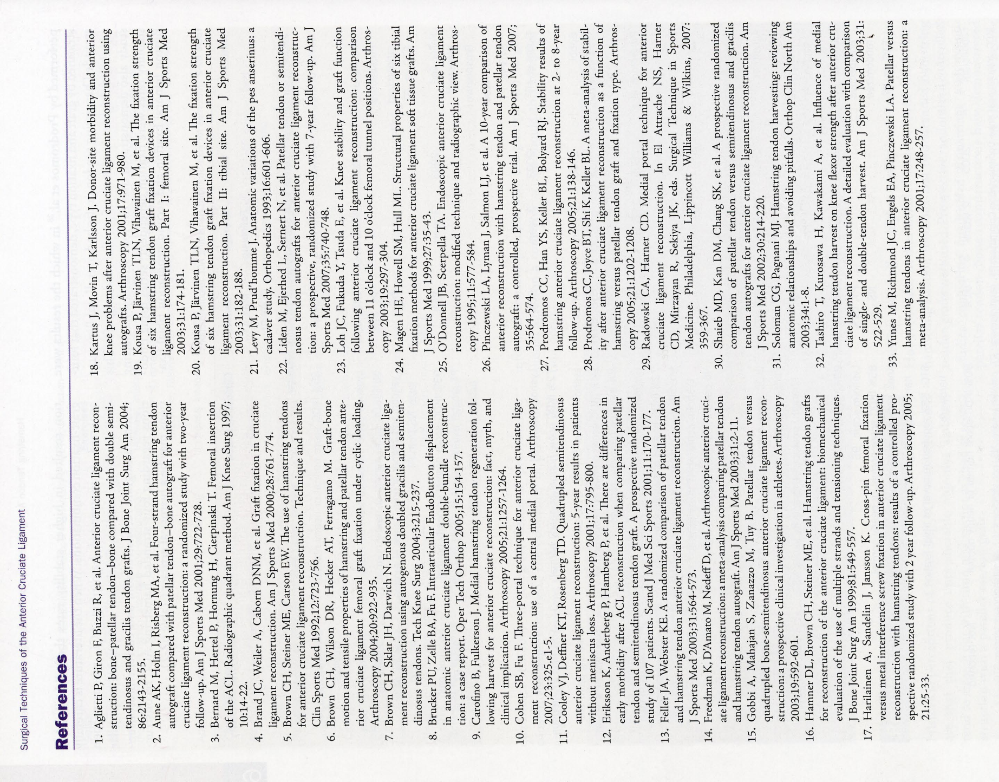 Surgical Techniques of the Anterior Cruciate Ligament
References
1. Aglietti P, Giron F, Buzzi R, et al. Anterior cruciate ligament recon-
struction: bone–patellar tendon–bone compared with double semi-
tendinosus and gracilis tendon grafts. J Bone Joint Surg Am 2004;
86:2143-2155.
2. Aune AK, Holm I, Risberg MA, et al. Four-strand hamstring tendon
autograft compared with patellar tendon–bone autograft for anterior
cruciate ligament reconstruction: a randomized study with two-year
follow-up. Am J Sports Med 2001;29:722-728.
3. Bernard M, Hertel P, Hornung H, Cierpinski T. Femoral insertion
of the ACL. Radiographic quadrant method. Am J Knee Surg 1997;
10:14-22.
4. Brand JC, Weiler A, Caborn DNM, et al. Graft fixation in cruciate
ligament reconstruction. Am J Sports Med 2000;28:761-774.
5. Brown CH, Steiner ME, Carson EW. The use of hamstring tendons
for anterior cruciate ligament reconstruction. Technique and results.
Clin Sports Med 1992;12:723-756.
6. Brown CH, Wilson DR, Hecker AT, Ferragamo M. Graft-bone
motion and tensile properties of hamstring and patellar tendon ante-
rior cruciate ligament femoral graft fixation under cyclic loading.
Arthroscopy 2004;20:922-935.
7. Brown CH, Sklar JH, Darwich N. Endoscopic anterior cruciate liga-
ment reconstruction using autogenous doubled gracilis and semiten-
dinosus tendons. Tech Knee Surg 2004;3:215-237.
8. Brucker PU, Zelle BA, Fu F. Intraarticular EndoButton displacement
in anatomic anterior cruciate ligament double-bundle reconstruc-
tion: a case report. Oper Tech Orthop 2005;15:154-157.
9. Carofino B, Fulkerson J. Medial hamstring tendon regeneration fol-
lowing harvest for anterior cruciate reconstruction: fact, myth, and
clinical implication. Arthroscopy 2005;21:1257-1264.
10. Cohen SB, Fu F. Three-portal technique for anterior cruciate liga-
ment reconstruction: use of a central medial portal. Arthroscopy
2007;23:325.e1-5.
11. Cooley VJ, Deffner KT, Rosenberg TD. Quadrupled semitendinosus
anterior cruciate ligament reconstruction: 5-year results in patients
without meniscus loss. Arthroscopy 2001;17:795-800.
12. Eriksson K, Anderberg P, Hamberg P, et al. There are differences in
early morbidity after ACL reconstruction when comparing patellar
tendon and semitendinosus tendon graft. A prospective randomized
study of 107 patients. Scand J Med Sci Sports 2001;11:170-177.
13. Feller JA, Webster KE. A randomized comparison of patellar tendon
and hamstring tendon anterior cruciate ligament reconstruction. Am
J Sports Med 2003;31:564-573.
14. Freedman K, D'Amato M, Nedeff D, et al. Arthroscopic anterior cruci-
ate ligament reconstruction: a meta-analysis comparing patellar tendon
and hamstring tendon autograft. Am J Sports Med 2003;31:2-11.
15. Gobbi A, Mahajan S, Zanazzo M, Tuy B. Patellar tendon versus
quadrupled bone-semitendinosus anterior cruciate ligament recon-
struction: a prospective clinical investigation in athletes. Arthroscopy
2003;19:592-601.
16. Hamner DL, Brown CH, Steiner ME, et al. Hamstring tendon grafts
for reconstruction of the anterior cruciate ligament: biomechanical
evaluation of the use of multiple strands and tensioning techniques.
J Bone Joint Surg Am 1999;81:549-557.
17. Harilainen A, Sandelin J, Jansson K. Cross-pin femoral fixation
versus metal interference screw fixation in anterior cruciate ligament
reconstruction with hamstring tendons: results of a controlled pro-
spective randomized study with 2 year follow-up. Arthroscopy 2005;
21:25-33.
18. Kartus J, Movin T, Karlsson J. Donor-site morbidity and anterior
knee problems after anterior cruciate ligament reconstruction using
autografts. Arthroscopy 2001;17:971-980.
19. Kousa P, Järvinen TLN, Vihavainen M, et al. The fixation strength
of six hamstring tendon graft fixation devices in anterior cruciate
ligament reconstruction. Part I: femoral site. Am J Sports Med
2003;31:174-181.
20. Kousa P, Järvinen TLN, Vihavainen M, et al. The fixation strength
of six hamstring tendon graft fixation devices in anterior cruciate
ligament reconstruction. Part II: tibial site. Am J Sports Med
2003;31:182-188.
21. Levy M, Prud'homme J. Anatomic variations of the pes anserinus: a
cadaver study. Orthopedics 1993;16:601-606.
22. Liden M, Ejerhed L, Sernert N, et al. Patellar tendon or semitendi-
nosus tendon autografts for anterior cruciate ligament reconstruc-
tion: a prospective, randomized study with 7-year follow-up. Am J
Sports Med 2007;35:740-748.
23. Loh JC, Fukuda Y, Tsuda E, et al. Knee stability and graft function
following anterior cruciate ligament reconstruction: comparison
between 11 o'clock and 10 o'clock femoral tunnel positions. Arthros-
copy 2003;19:297-304.
24. Magen HE, Howell SM, Hull ML. Structural properties of six tibial
fixation methods for anterior cruciate ligament soft tissue grafts. Am
J Sports Med 1999;27:35-43.
25. O'Donnell JB, Scerpella TA. Endoscopic anterior cruciate ligament
reconstruction: modified technique and radiographic view. Arthros-
copy 1995;11:577-584.
26. Pinczewski LA, Lyman J, Salmon LJ, et al. A 10-year comparison of
anterior reconstruction with hamstring tendon and patellar tendon
autograft: a controlled, prospective trial. Am J Sports Med 2007;
35:564-574.
27. Prodromos CC, Han YS, Keller BL, Bolyard RJ. Stability results of
hamstring anterior cruciate ligament reconstruction at 2- to 8-year
follow-up. Arthroscopy 2005;21:138-146.
28. Prodromos CC, Joyce BT, Shi K, Keller BL. A meta-analysis of stabil-
ity after anterior cruciate ligament reconstruction as a function of
hamstring versus patellar tendon graft and fixation type. Arthros-
copy 2005;21:1202-1208.
29. Radowski CA, Harner CD. Medial portal technique for anterior
cruciate ligament reconstruction. In El Attrache NS, Harner
CD, Mirzayan R, Sekiya JK, eds. Surgical Technique in Sports
Medicine. Philadelphia, Lippincott Williams & Wilkins, 2007:
359-367.
30. Shaieb MD, Kan DM, Chang SK, et al. A prospective randomized
comparison of patellar tendon versus semitendinosus and gracilis
tendon autografts for anterior cruciate ligament reconstruction. Am
J Sports Med 2002;30:214-220.
31. Soloman CG, Pagnani MJ. Hamstring tendon harvesting: reviewing
anatomic relationships and avoiding pitfalls. Orthop Clin North Am
2003;34:1-8.
32. Tashiro T, Kurosawa H, Kawakami A, et al. Influence of medial
hamstring tendon harvest on knee flexor strength after anterior cru-
ciate ligament reconstruction. A detailed evaluation with comparison
of single- and double-tendon harvest. Am J Sports Med 2003;31:
522-529.
33. Yunes M, Richmond JC, Engels EA, Pinczewski LA. Patellar versus
hamstring tendons in anterior cruciate ligament reconstruction: a
meta-analysis. Arthroscopy 2001;17:248-257.